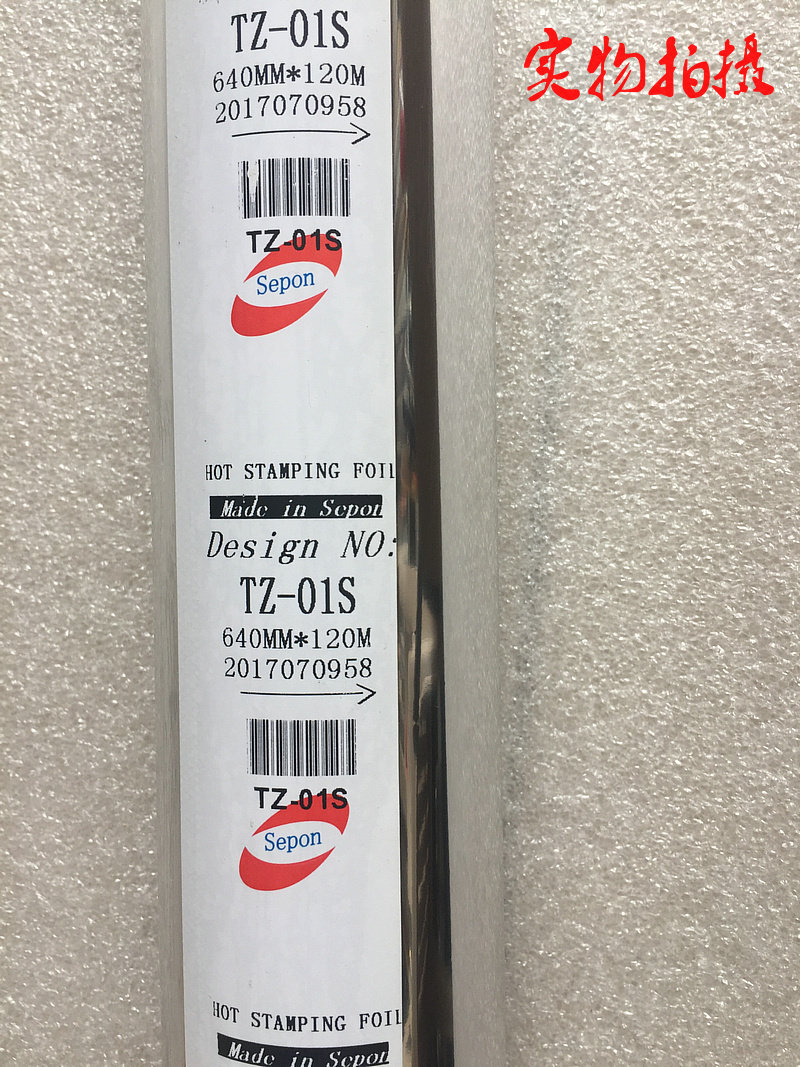 实物拍摄
TZ-01S
640MM*120M
2017070958
TZ-01S
Sepon
HOT STAMPING FOIL
Made in Sepon
Design NO:
TZ-01S
640MM*120M
2017070958
TZ-01S
Sepon
HOT STAMPING FOIL
Made in Sepon